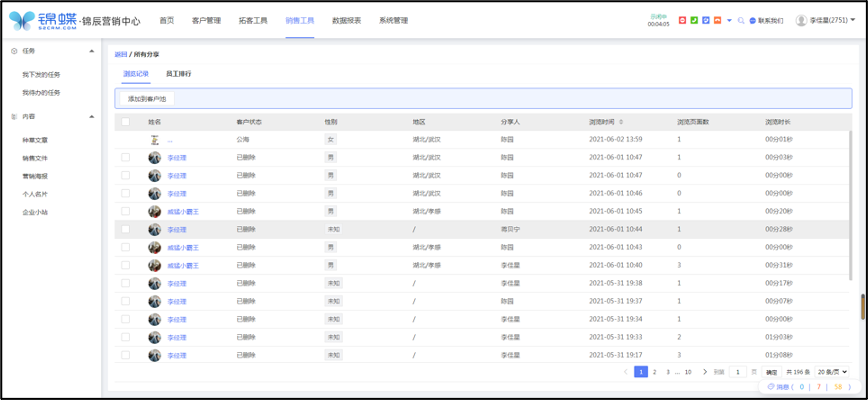 锦蝶
SZCRM.COM
·锦辰营销中心
首页 客户管理 拓客工具 销售工具 数据报表 系统管理
已闭中
00:04:05
联系我们 李佳星(2751)
任务
我下发的任务
我待办的任务
内容
种草文章
销售文件
营销海报
个人名片
企业小站
返回 / 所有分享
浏览记录 员工排行
添加到客户池
姓名 客户状态 性别 地区 分享人 浏览时间 浏览页面数 浏览时长
... 公海 女 湖北/武汉 陈园 2021-06-02 13:59 1 00分01秒
李经理 已删除 男 湖北/武汉 陈园 2021-06-01 10:47 1 00分03秒
李经理 已删除 男 湖北/武汉 陈园 2021-06-01 10:47 0 00分00秒
李经理 已删除 男 湖北/武汉 陈园 2021-06-01 10:46 0 00分00秒
威猛小霸王 已删除 男 湖北/孝感 陈园 2021-06-01 10:45 1 00分20秒
李经理 已删除 未知 / 周贝宁 2021-06-01 10:44 1 00分28秒
威猛小霸王 已删除 男 湖北/孝感 陈园 2021-06-01 10:43 0 00分00秒
威猛小霸王 已删除 男 湖北/孝感 李佳星 2021-06-01 10:40 3 00分31秒
李经理 已删除 未知 / 李佳星 2021-05-31 19:38 1 00分17秒
李经理 已删除 未知 / 陈园 2021-05-31 19:37 1 00分07秒
李经理 已删除 未知 / 李佳星 2021-05-31 19:34 1 00分00秒
李经理 已删除 未知 / 李佳星 2021-05-31 19:33 2 01分03秒
李经理 已删除 未知 / 李佳星 2021-05-31 19:17 3 01分08秒
1 2 3 ... 10 到第 1 页 确定 共 196 条 20 条/页
消息 ( 0 | 7 | 58 )